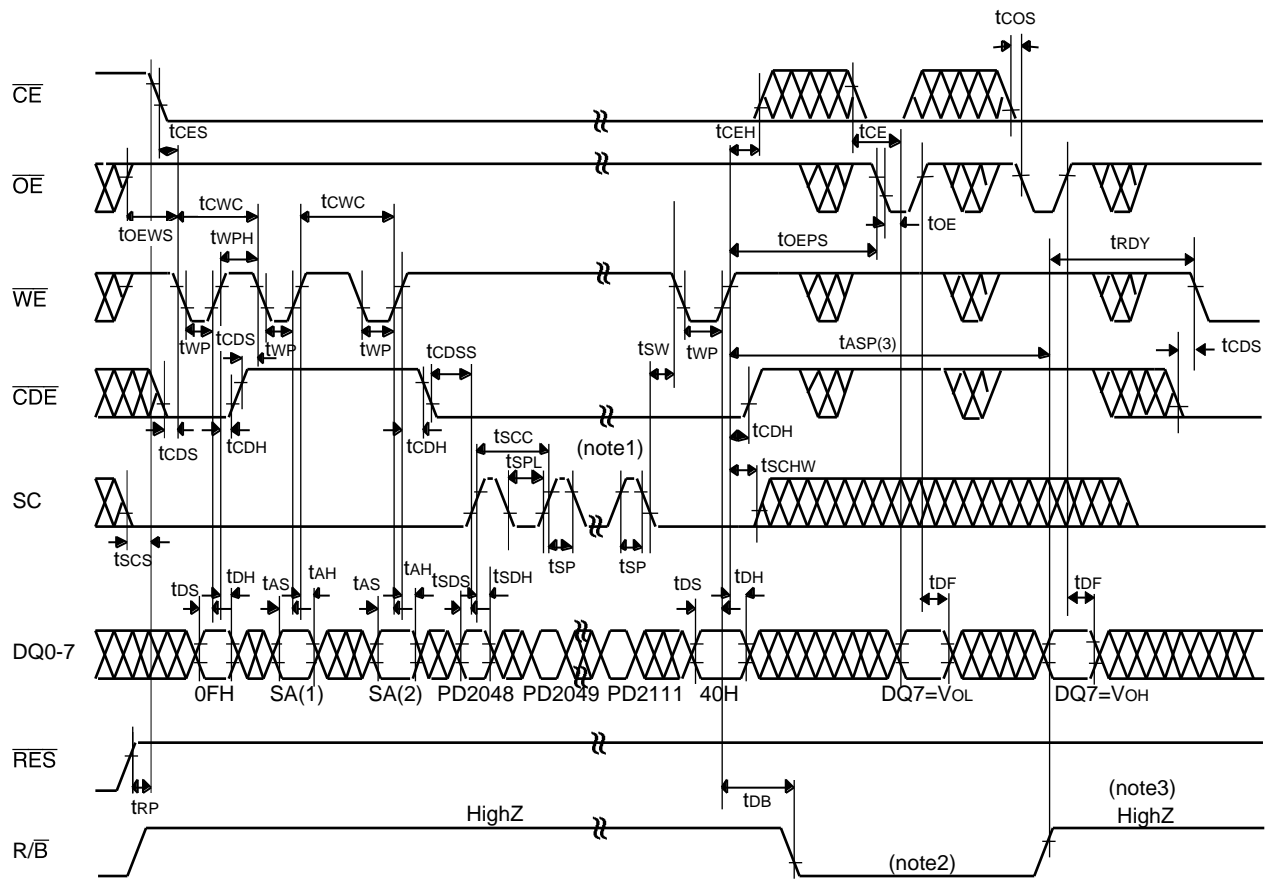 tCOS
CE
tCES
tCEH
tCE
OE
tCWC
tCWC
tOEWS
tWPH
tOEPS
tOE
tRDY
WE
tWP
tCDS
tWP
tWP
tCDSS
tSW
tWP
tASP(3)
tCDS
CDE
tCDS
tCDH
tCDH
tSCC
(note1)
tCDH
tSPL
tSCHW
SC
tSCS
tSP
tSP
tDS
tDH
tAS
tAH
tAS
tAH
tSDS
tSDH
tDS
tDH
tDF
tDF
DQ0-7
0FH
SA(1)
SA(2)
PD2048
PD2049
PD2111
40H
DQ7=VOL
DQ7=VOH
RES
tRP
tDB
(note3)
HighZ
HighZ
R/B
(note2)